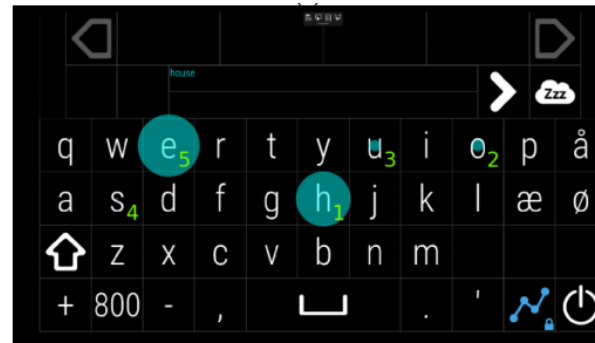 house
Zzz
q w e5 r t y u3 i o2 p å
a s4 d f g h1 j k l æ ø
z x c v b n m
+ 800 - , . '